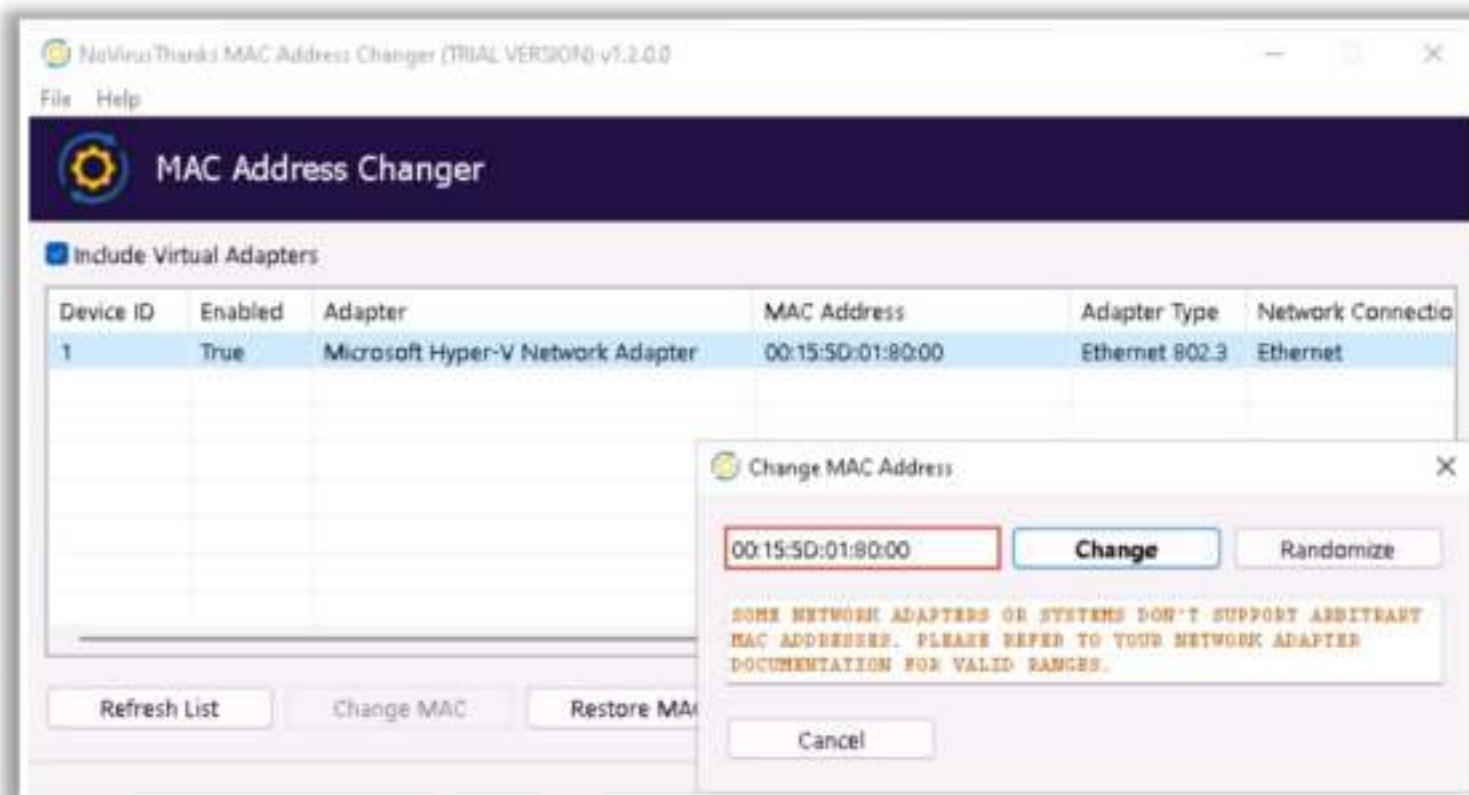 NoVirusThanks MAC Address Changer (TRIAL VERSION) v1.2.0.0
File Help
MAC Address Changer
Include Virtual Adapters
Device ID Enabled Adapter MAC Address Adapter Type Network Connectio
1 True Microsoft Hyper-V Network Adapter 00:15:5D:01:80:00 Ethernet 802.3 Ethernet
Change MAC Address
00:15:5D:01:80:00 Change Randomize
SOME NETWORK ADAPTERS OR SYSTEMS DON'T SUPPORT ARBITRARY
MAC ADDRESSES. PLEASE REFER TO YOUR NETWORK ADAPTER
DOCUMENTATION FOR VALID RANGES.
Refresh List Change MAC Restore MA
Cancel